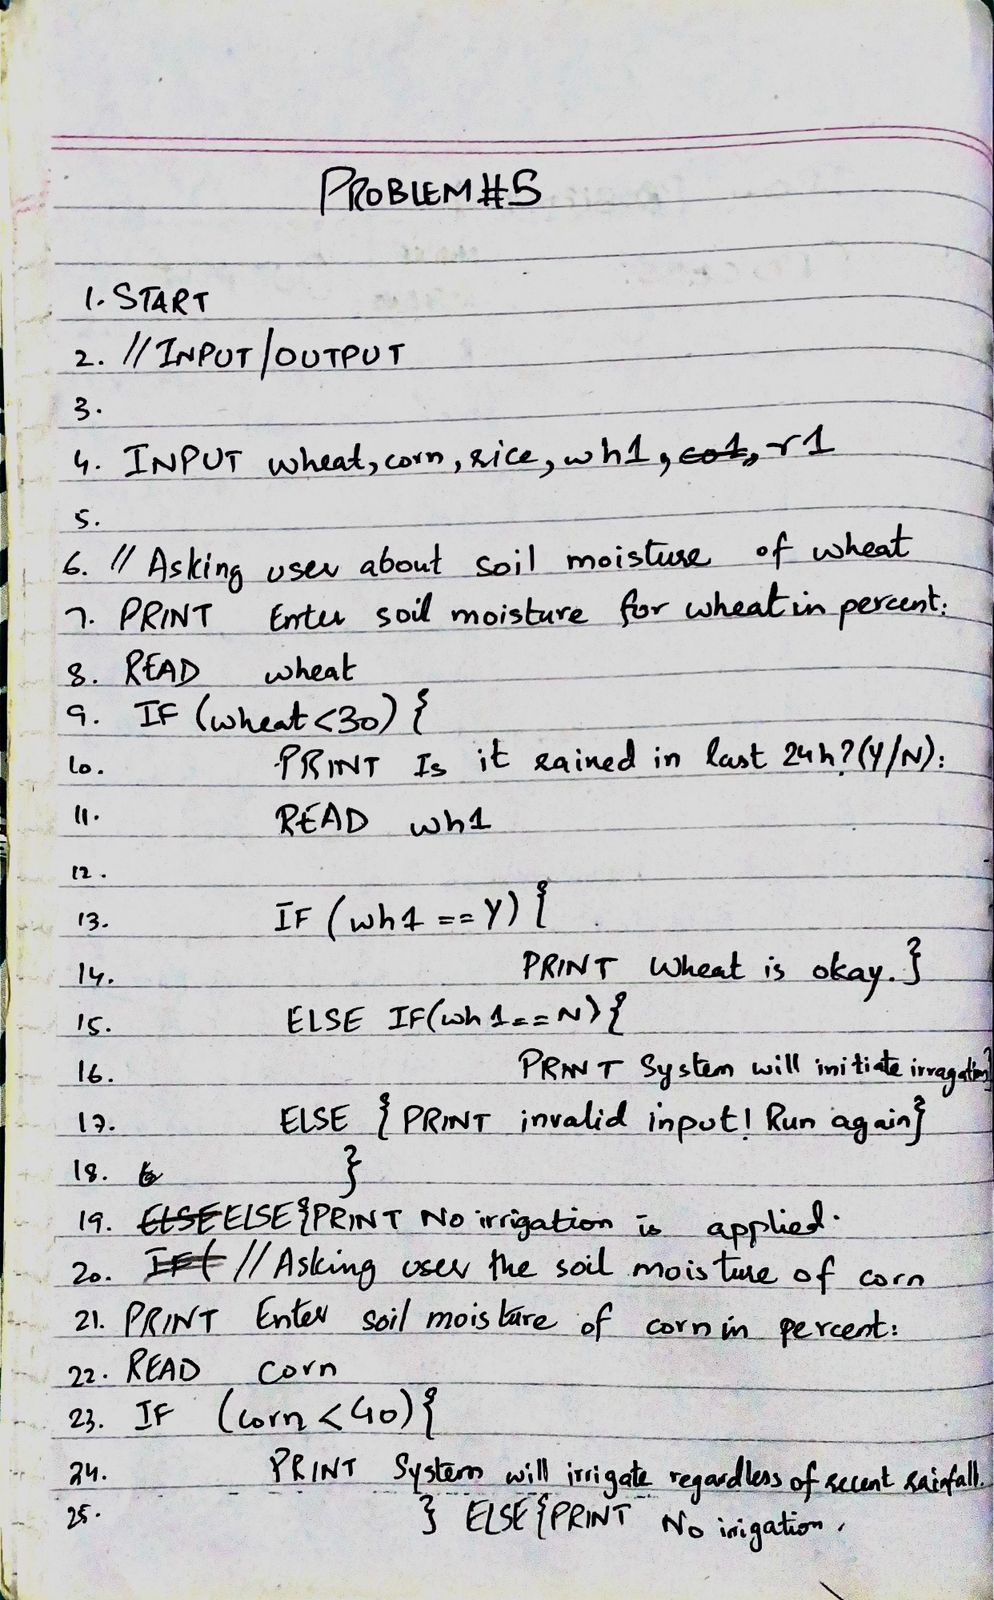 PROBLEM#5
1. START
2. //INPUT/OUTPUT
3.
4. INPUT wheat, corn, rice, wh1, co1, r1
5.
6. // Asking user about soil moisture of wheat
7. PRINT Enter soil moisture for wheat in percent:
8. READ wheat
9. IF (wheat<30) {
10. PRINT Is it rained in last 24h?(Y/N):
11. READ wh1
12.
13. IF (wh1 == Y) {
14. PRINT Wheat is okay. }
15. ELSE IF(wh1==N){
16. PRINT System will initiate irragation}
17. ELSE { PRINT invalid input! Run again}
18. }
19. ELSE ELSE{PRINT No irrigation is applied.
20. IF( // Asking user the soil moisture of corn
21. PRINT Enter soil moisture of corn in percent:
22. READ corn
23. IF (corn < 40) {
24. PRINT System will irrigate regardless of recent rainfall.
25. } ELSE{PRINT No irigation.